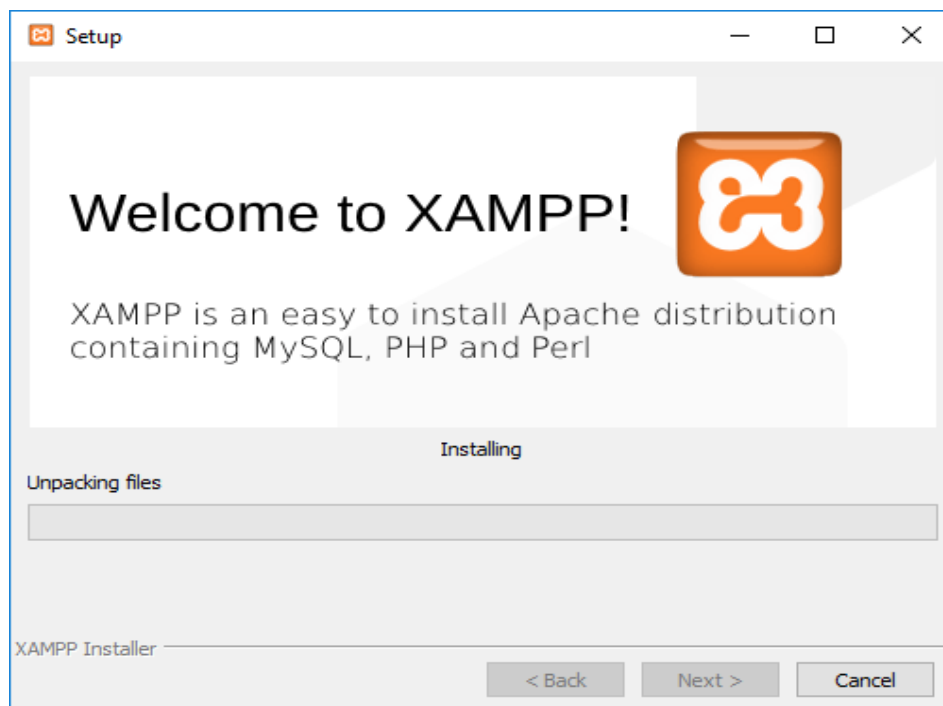 Setup
Welcome to XAMPP!
XAMPP is an easy to install Apache distribution
containing MySQL, PHP and Perl
Installing
Unpacking files
XAMPP Installer
< Back Next > Cancel